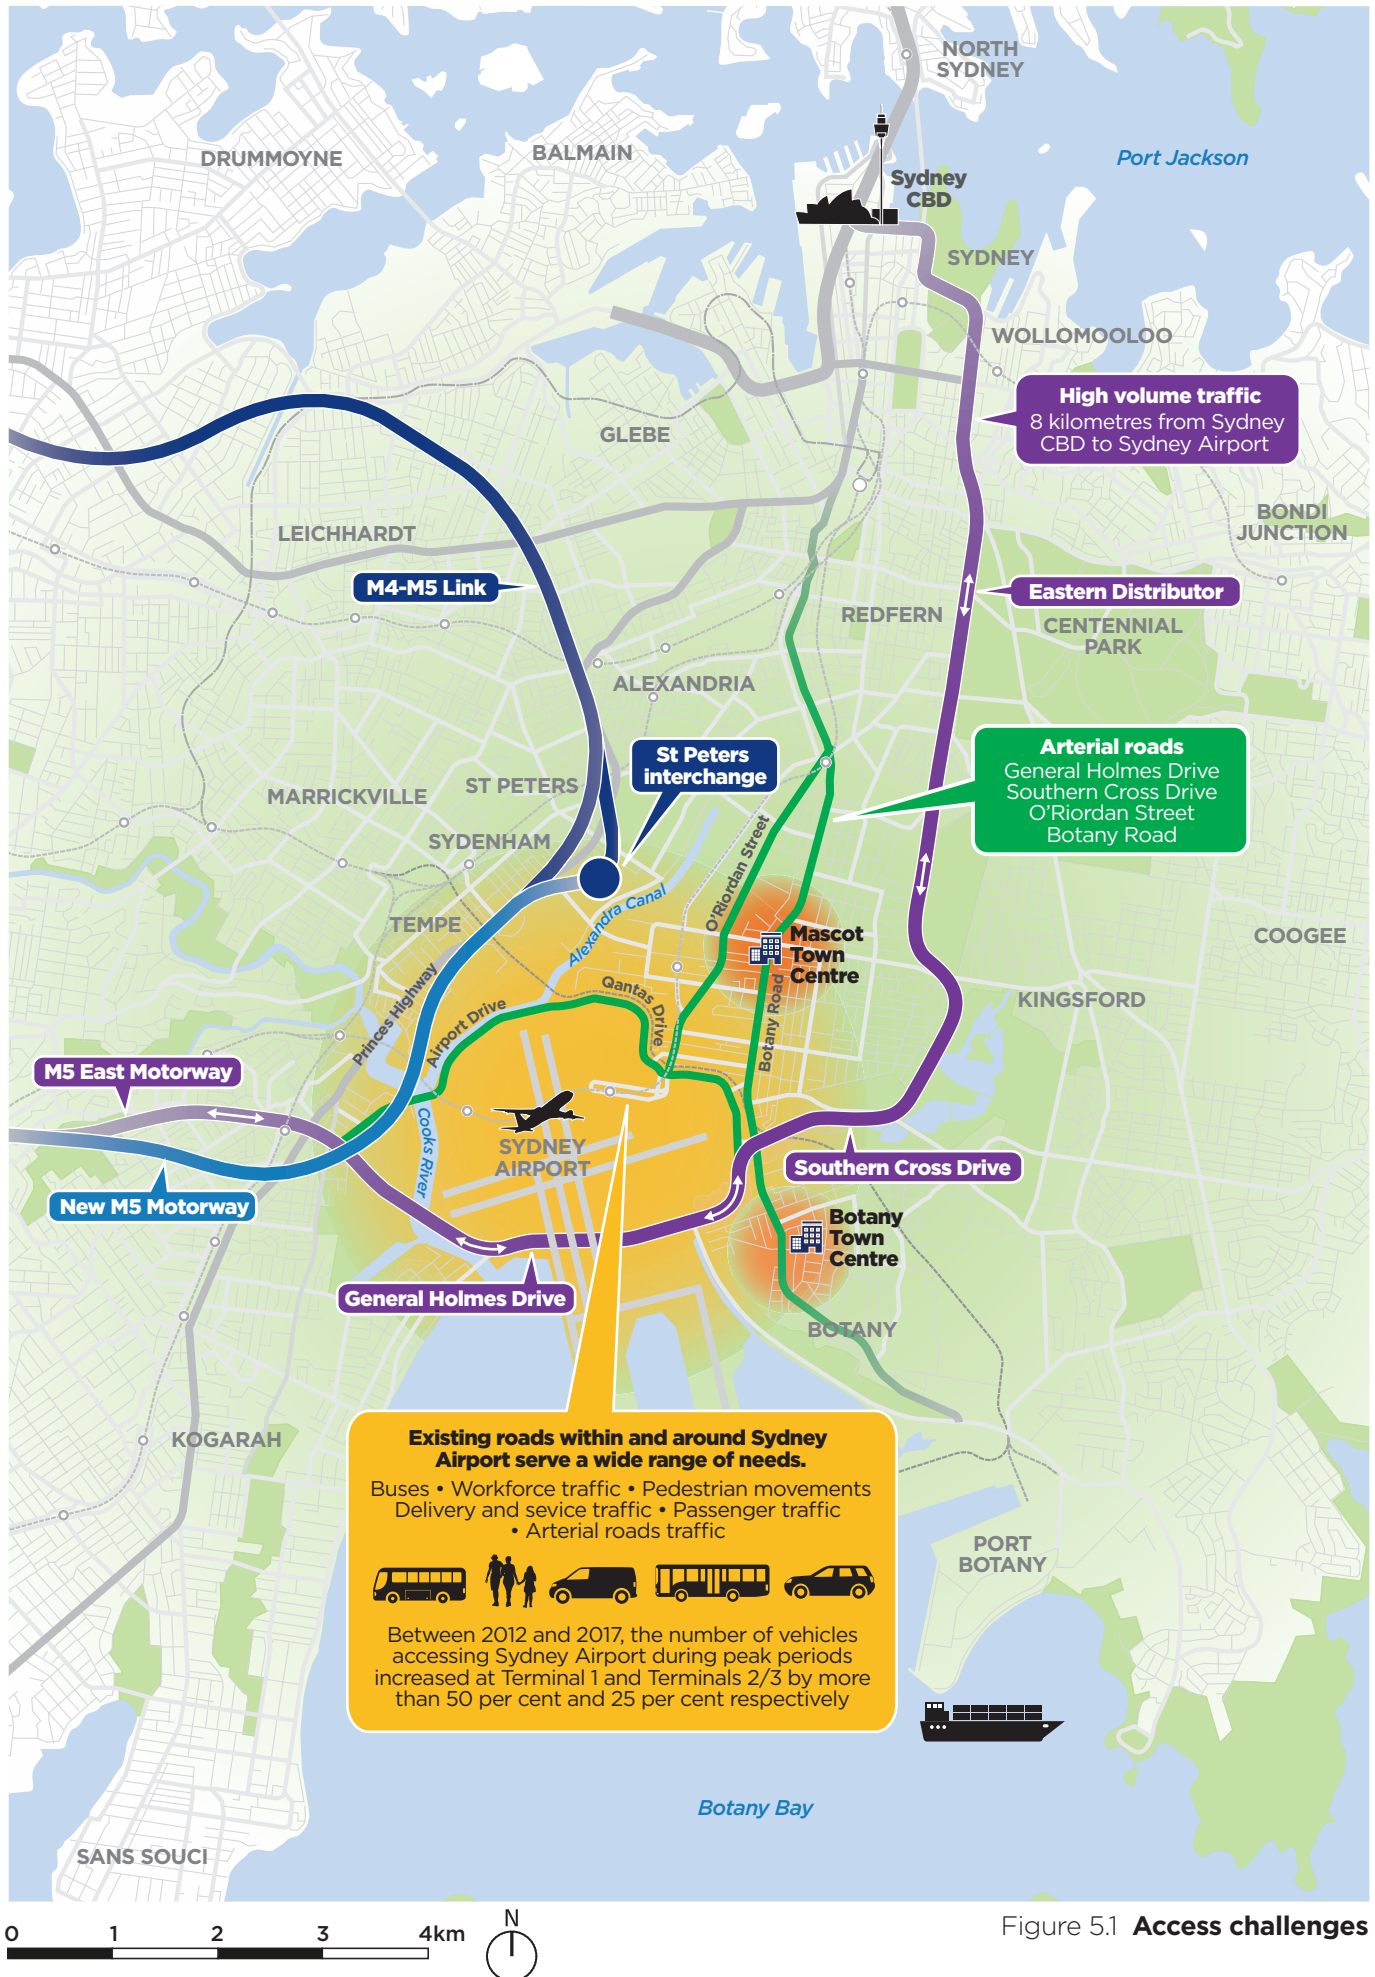 NORTH
SYDNEY
DRUMMOYNE
BALMAIN
Port Jackson
Sydney
CBD
SYDNEY
WOLLOMOOLOO
High volume traffic
8 kilometres from Sydney
CBD to Sydney Airport
GLEBE
BONDI
JUNCTION
LEICHHARDT
M4-M5 Link
Eastern Distributor
REDFERN
CENTENNIAL
PARK
ALEXANDRIA
St Peters
interchange
Arterial roads
General Holmes Drive
Southern Cross Drive
O'Riordan Street
Botany Road
ST PETERS
MARRICKVILLE
SYDENHAM
O'Riordan Street
Alexandra Canal
TEMPE
Mascot
Town
Centre
COOGEE
Princes Highway
Qantas Drive
Airport Drive
Botany Road
KINGSFORD
M5 East Motorway
Cooks River
SYDNEY
AIRPORT
Southern Cross Drive
New M5 Motorway
Botany
Town
Centre
General Holmes Drive
BOTANY
KOGARAH
Existing roads within and around Sydney
Airport serve a wide range of needs.
Buses • Workforce traffic • Pedestrian movements
Delivery and sevice traffic • Passenger traffic
• Arterial roads traffic
Between 2012 and 2017, the number of vehicles
accessing Sydney Airport during peak periods
increased at Terminal 1 and Terminals 2/3 by more
than 50 per cent and 25 per cent respectively
PORT
BOTANY
Botany Bay
SANS SOUCI
0 1 2 3 4km
N
Figure 5.1 Access challenges